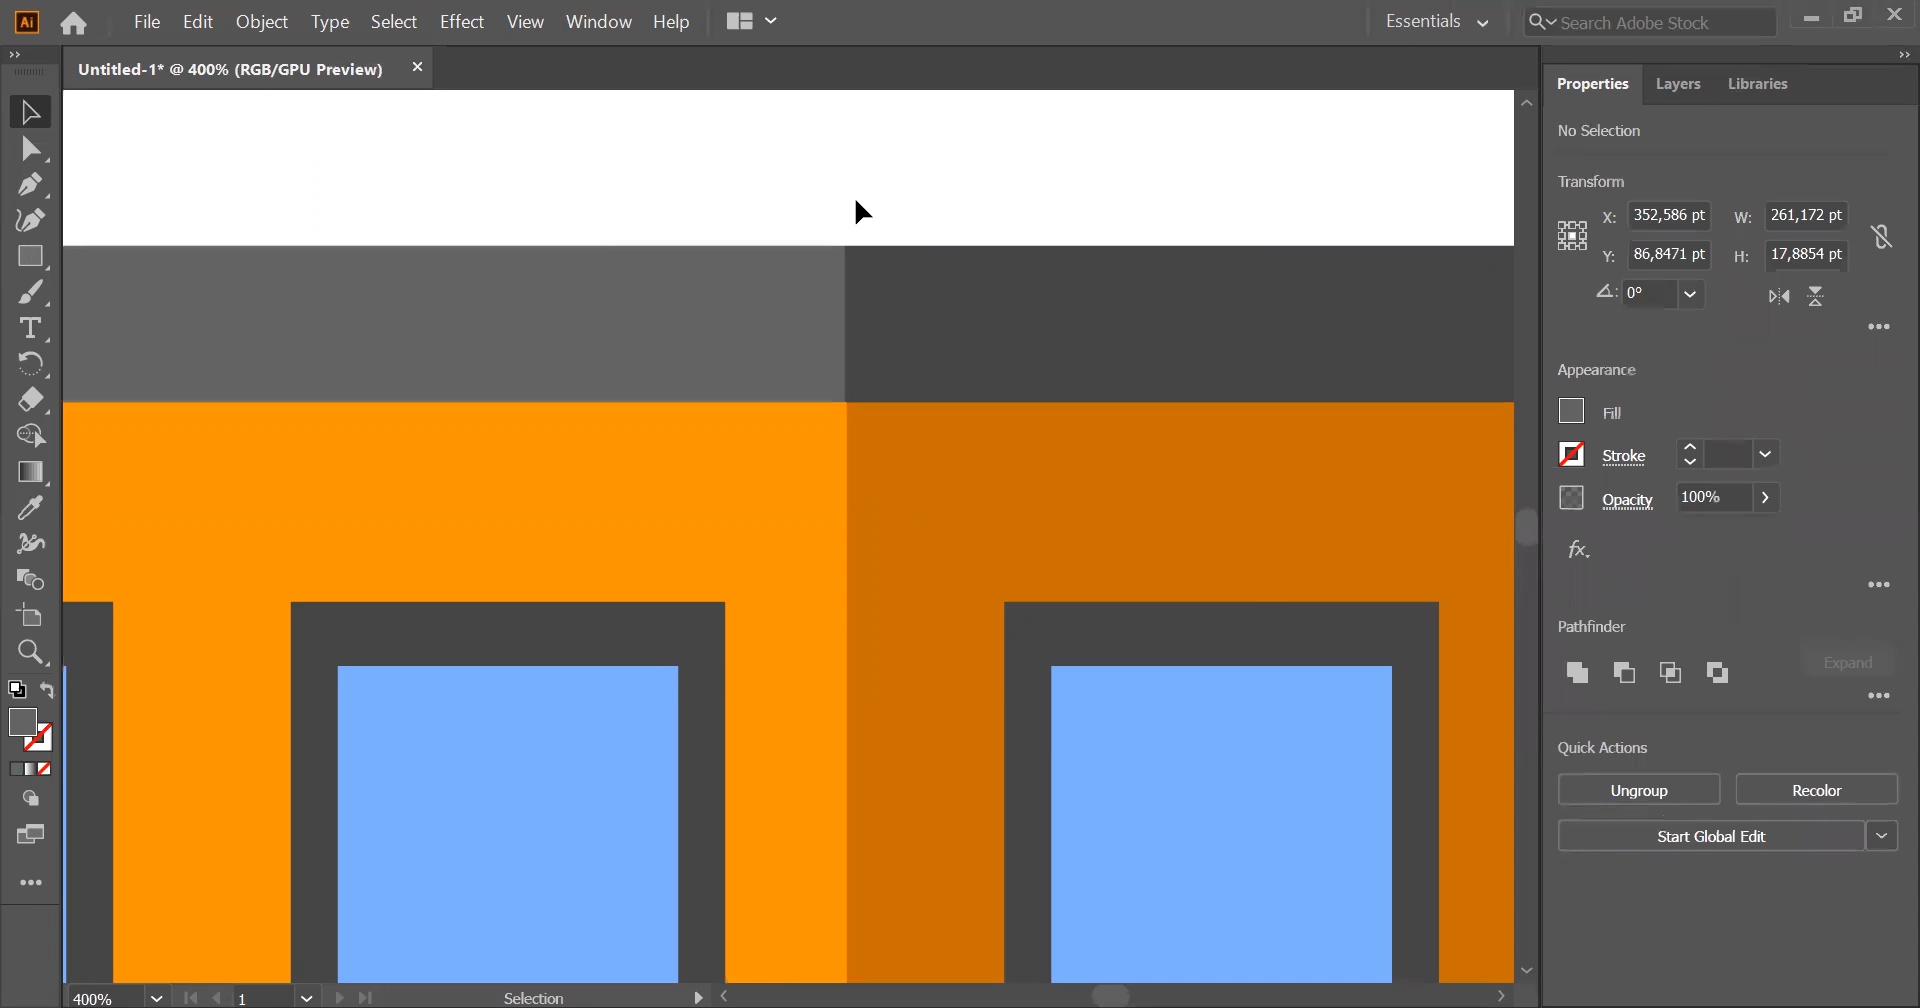 Ai File Edit Object Type Select Effect View Window Help Essentials Search Adobe Stock
Untitled-1* @ 400% (RGB/GPU Preview) ×
Properties Layers Libraries
No Selection
Transform
X: 352,586 pt W: 261,172 pt
Y: 86,8471 pt H: 17,8854 pt
0°
Appearance
Fill
Stroke
Opacity 100%
fx.
Pathfinder
Expand
Quick Actions
Ungroup Recolor
Start Global Edit
400% 1 Selection